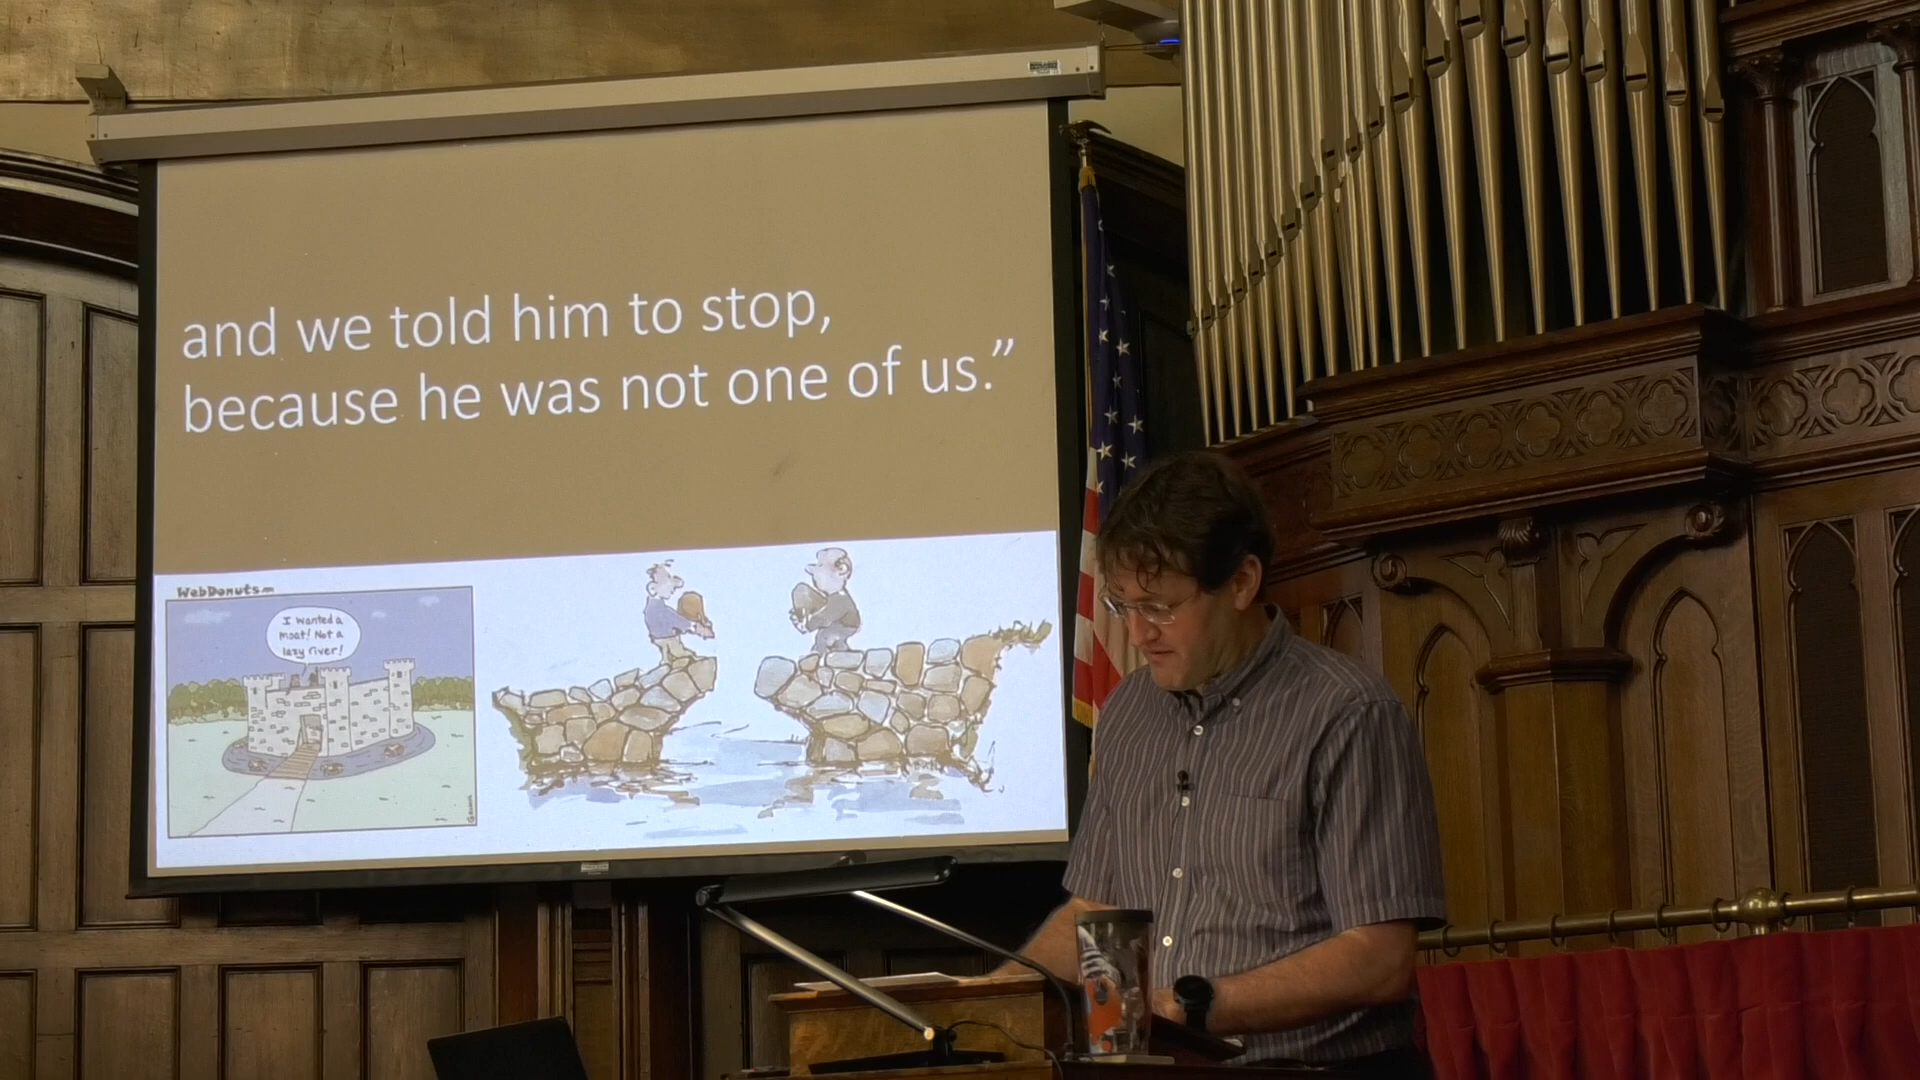 and we told him to stop,
because he was not one of us.”
WebDonuts.com
I wanted a
moat! Not a
lazy river!